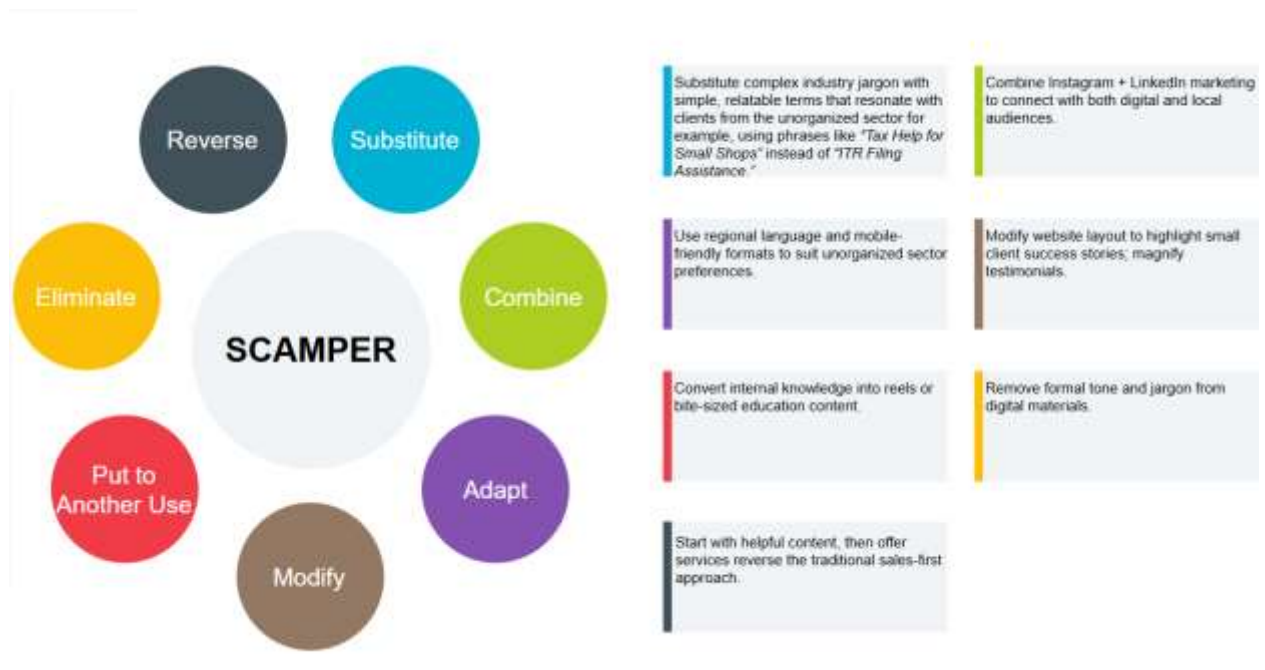 Reverse
Substitute
Eliminate
Combine
SCAMPER
Put to
Another Use
Adapt
Modify
Substitute complex industry jargon with
simple, relatable terms that resonate with
clients from the unorganized sector for
example, using phrases like "Tax Help for
Small Shops" instead of "ITR Filing
Assistance."
Combine Instagram + LinkedIn marketing
to connect with both digital and local
audiences.
Use regional language and mobile-
friendly formats to suit unorganized sector
preferences.
Modify website layout to highlight small
client success stories; magnify
testimonials.
Convert internal knowledge into reels or
bite-sized education content.
Remove formal tone and jargon from
digital materials.
Start with helpful content, then offer
services reverse the traditional sales-first
approach.